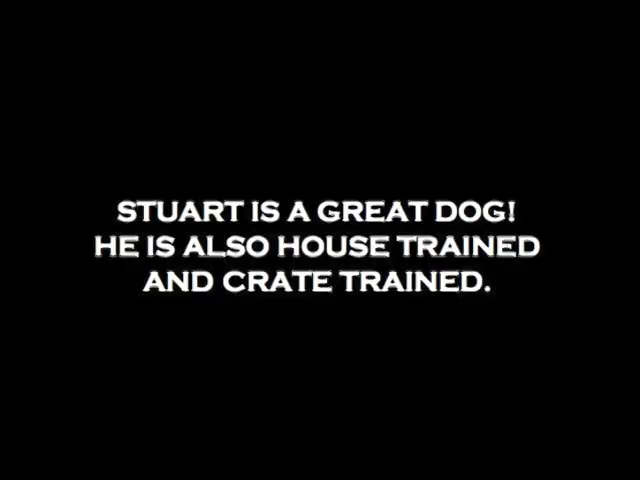 STUART IS A GREAT DOG!
HE IS ALSO HOUSE TRAINED
AND CRATE TRAINED.